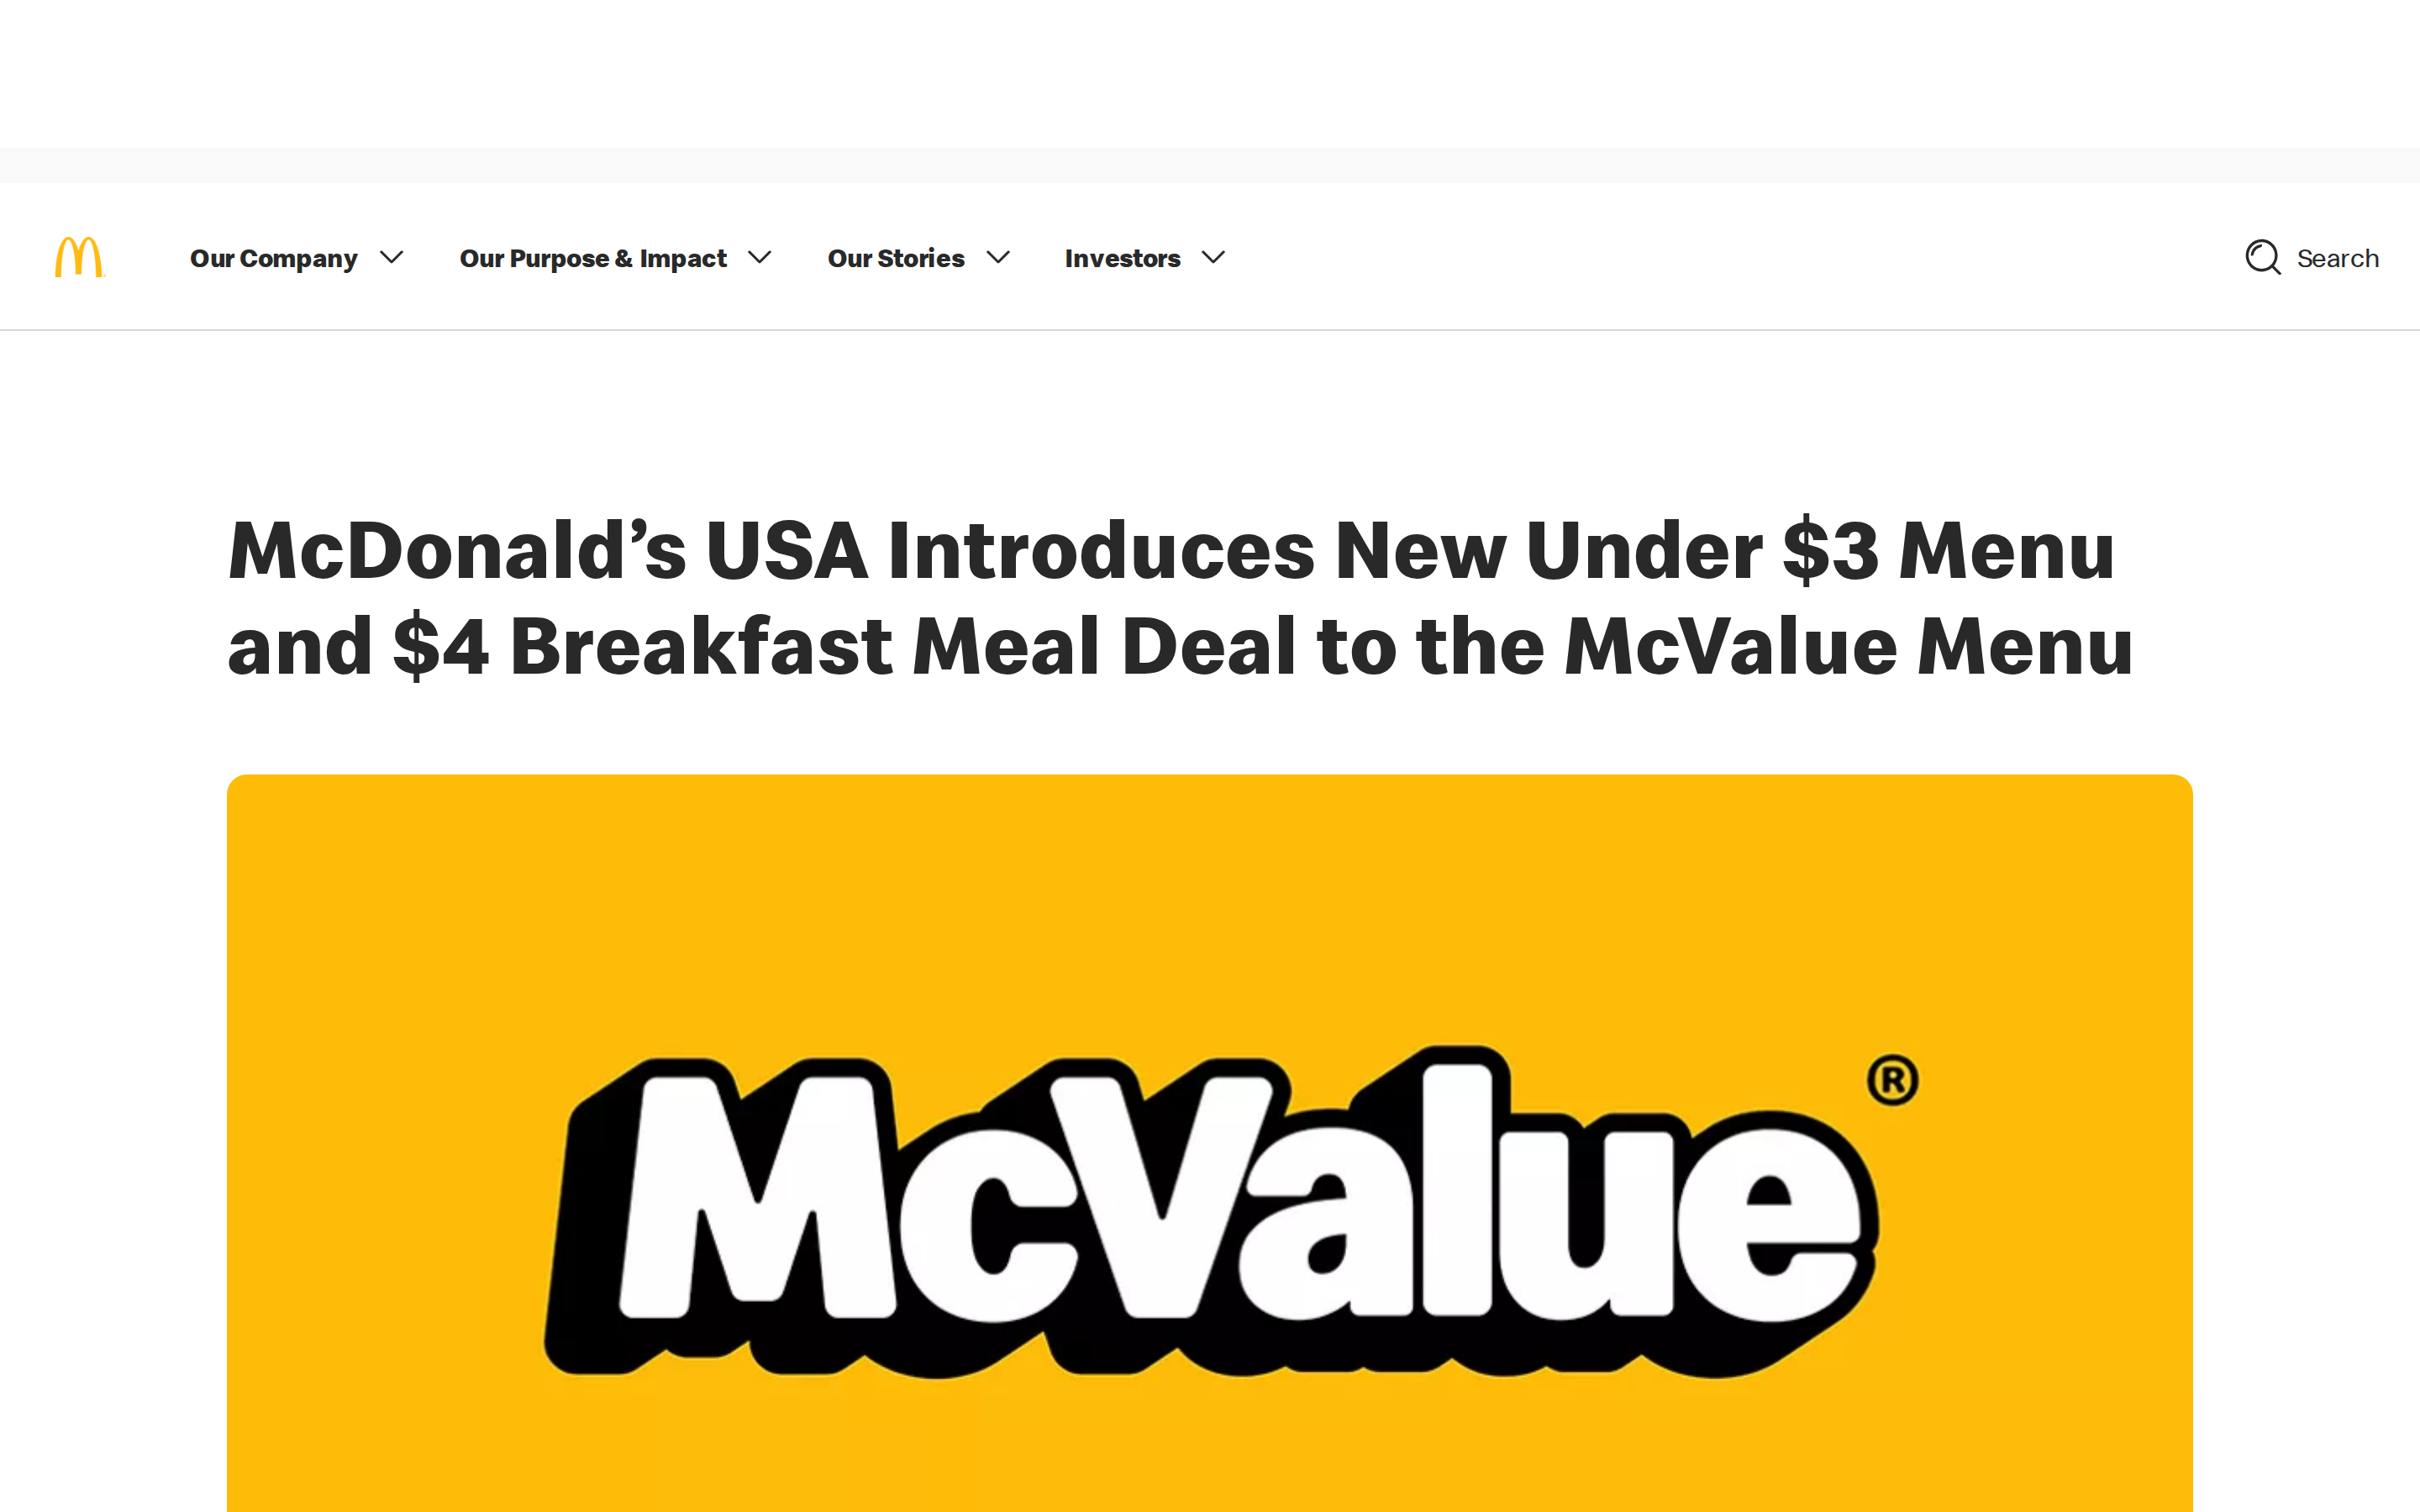 Our Company
Our Purpose & Impact
Our Stories
Investors
Search
McDonald’s USA Introduces New Under $3 Menu
and $4 Breakfast Meal Deal to the McValue Menu
McValue®